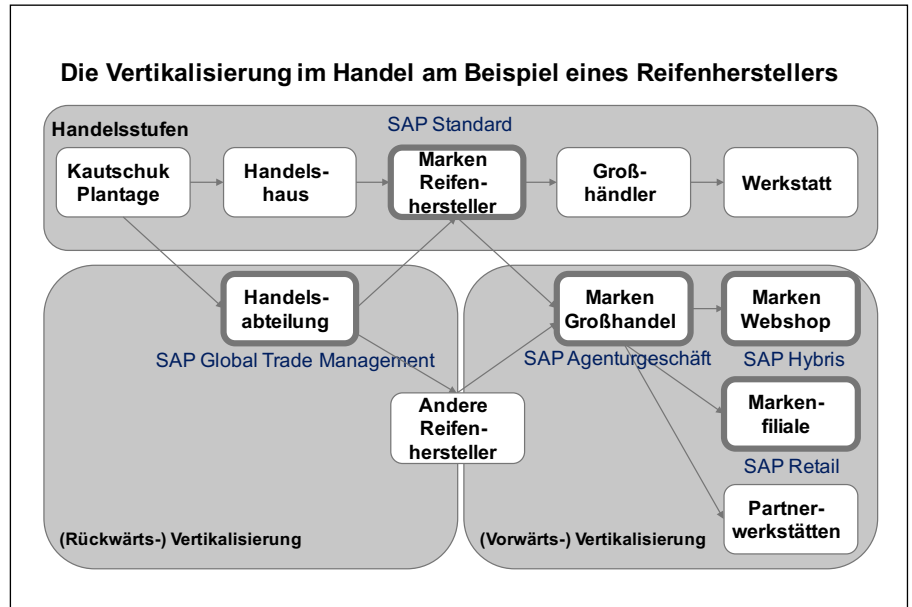 Die Vertikalisierung im Handel am Beispiel eines Reifenherstellers
Handelsstufen
SAP Standard
Kautschuk
Plantage
Handels-
haus
Marken
Reifen-
hersteller
Groß-
händler
Werkstatt
Handels-
abteilung
SAP Global Trade Management
Andere
Reifen-
hersteller
(Rückwärts-) Vertikalisierung
Marken
Großhandel
SAP Agenturgeschäft
Marken
Webshop
SAP Hybris
Marken-
filiale
SAP Retail
Partner-
werkstätten
(Vorwärts-) Vertikalisierung